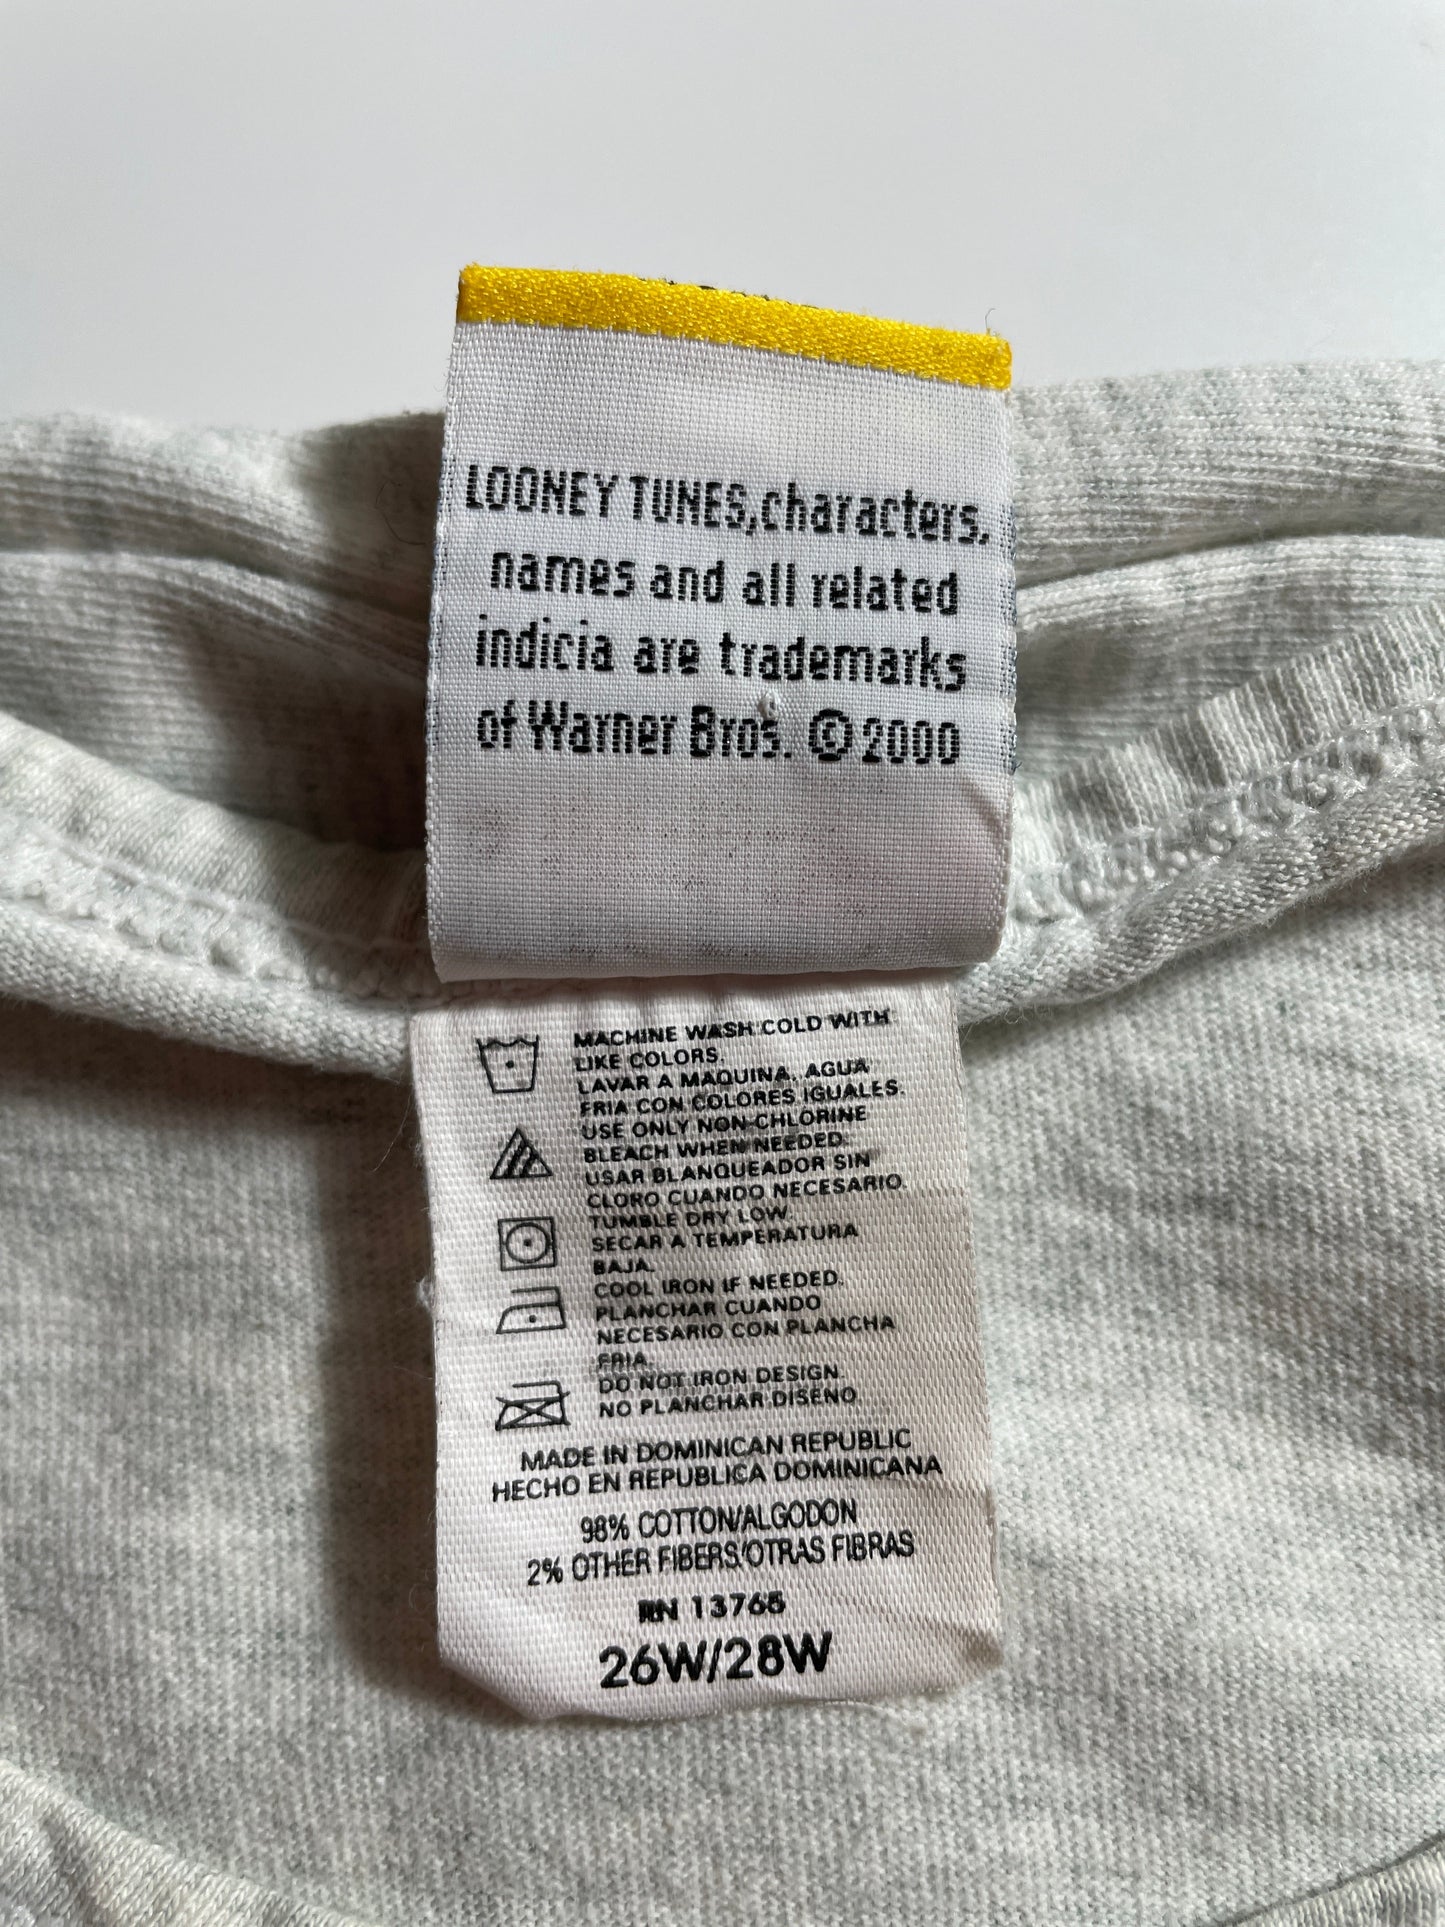 LOONEY TUNES, characters,
names and all related
indicia are trademarks
of Warner Bros. ©2000
MACHINE WASH COLD WITH
LIKE COLORS.
LAVAR A MAQUINA, AGUA
FRIA CON COLORES IGUALES.
USE ONLY NON-CHLORINE
BLEACH WHEN NEEDED.
USAR BLANQUEADOR SIN
CLORO CUANDO NECESARIO.
TUMBLE DRY LOW.
SECAR A TEMPERATURA
BAJA.
COOL IRON IF NEEDED.
PLANCHAR CUANDO
NECESARIO CON PLANCHA
FRIA.
DO NOT IRON DESIGN.
NO PLANCHAR DISENO
MADE IN DOMINICAN REPUBLIC
HECHO EN REPUBLICA DOMINICANA
98% COTTON/ALGODON
2% OTHER FIBERS/OTRAS FIBRAS
RN 13765
26W/28W